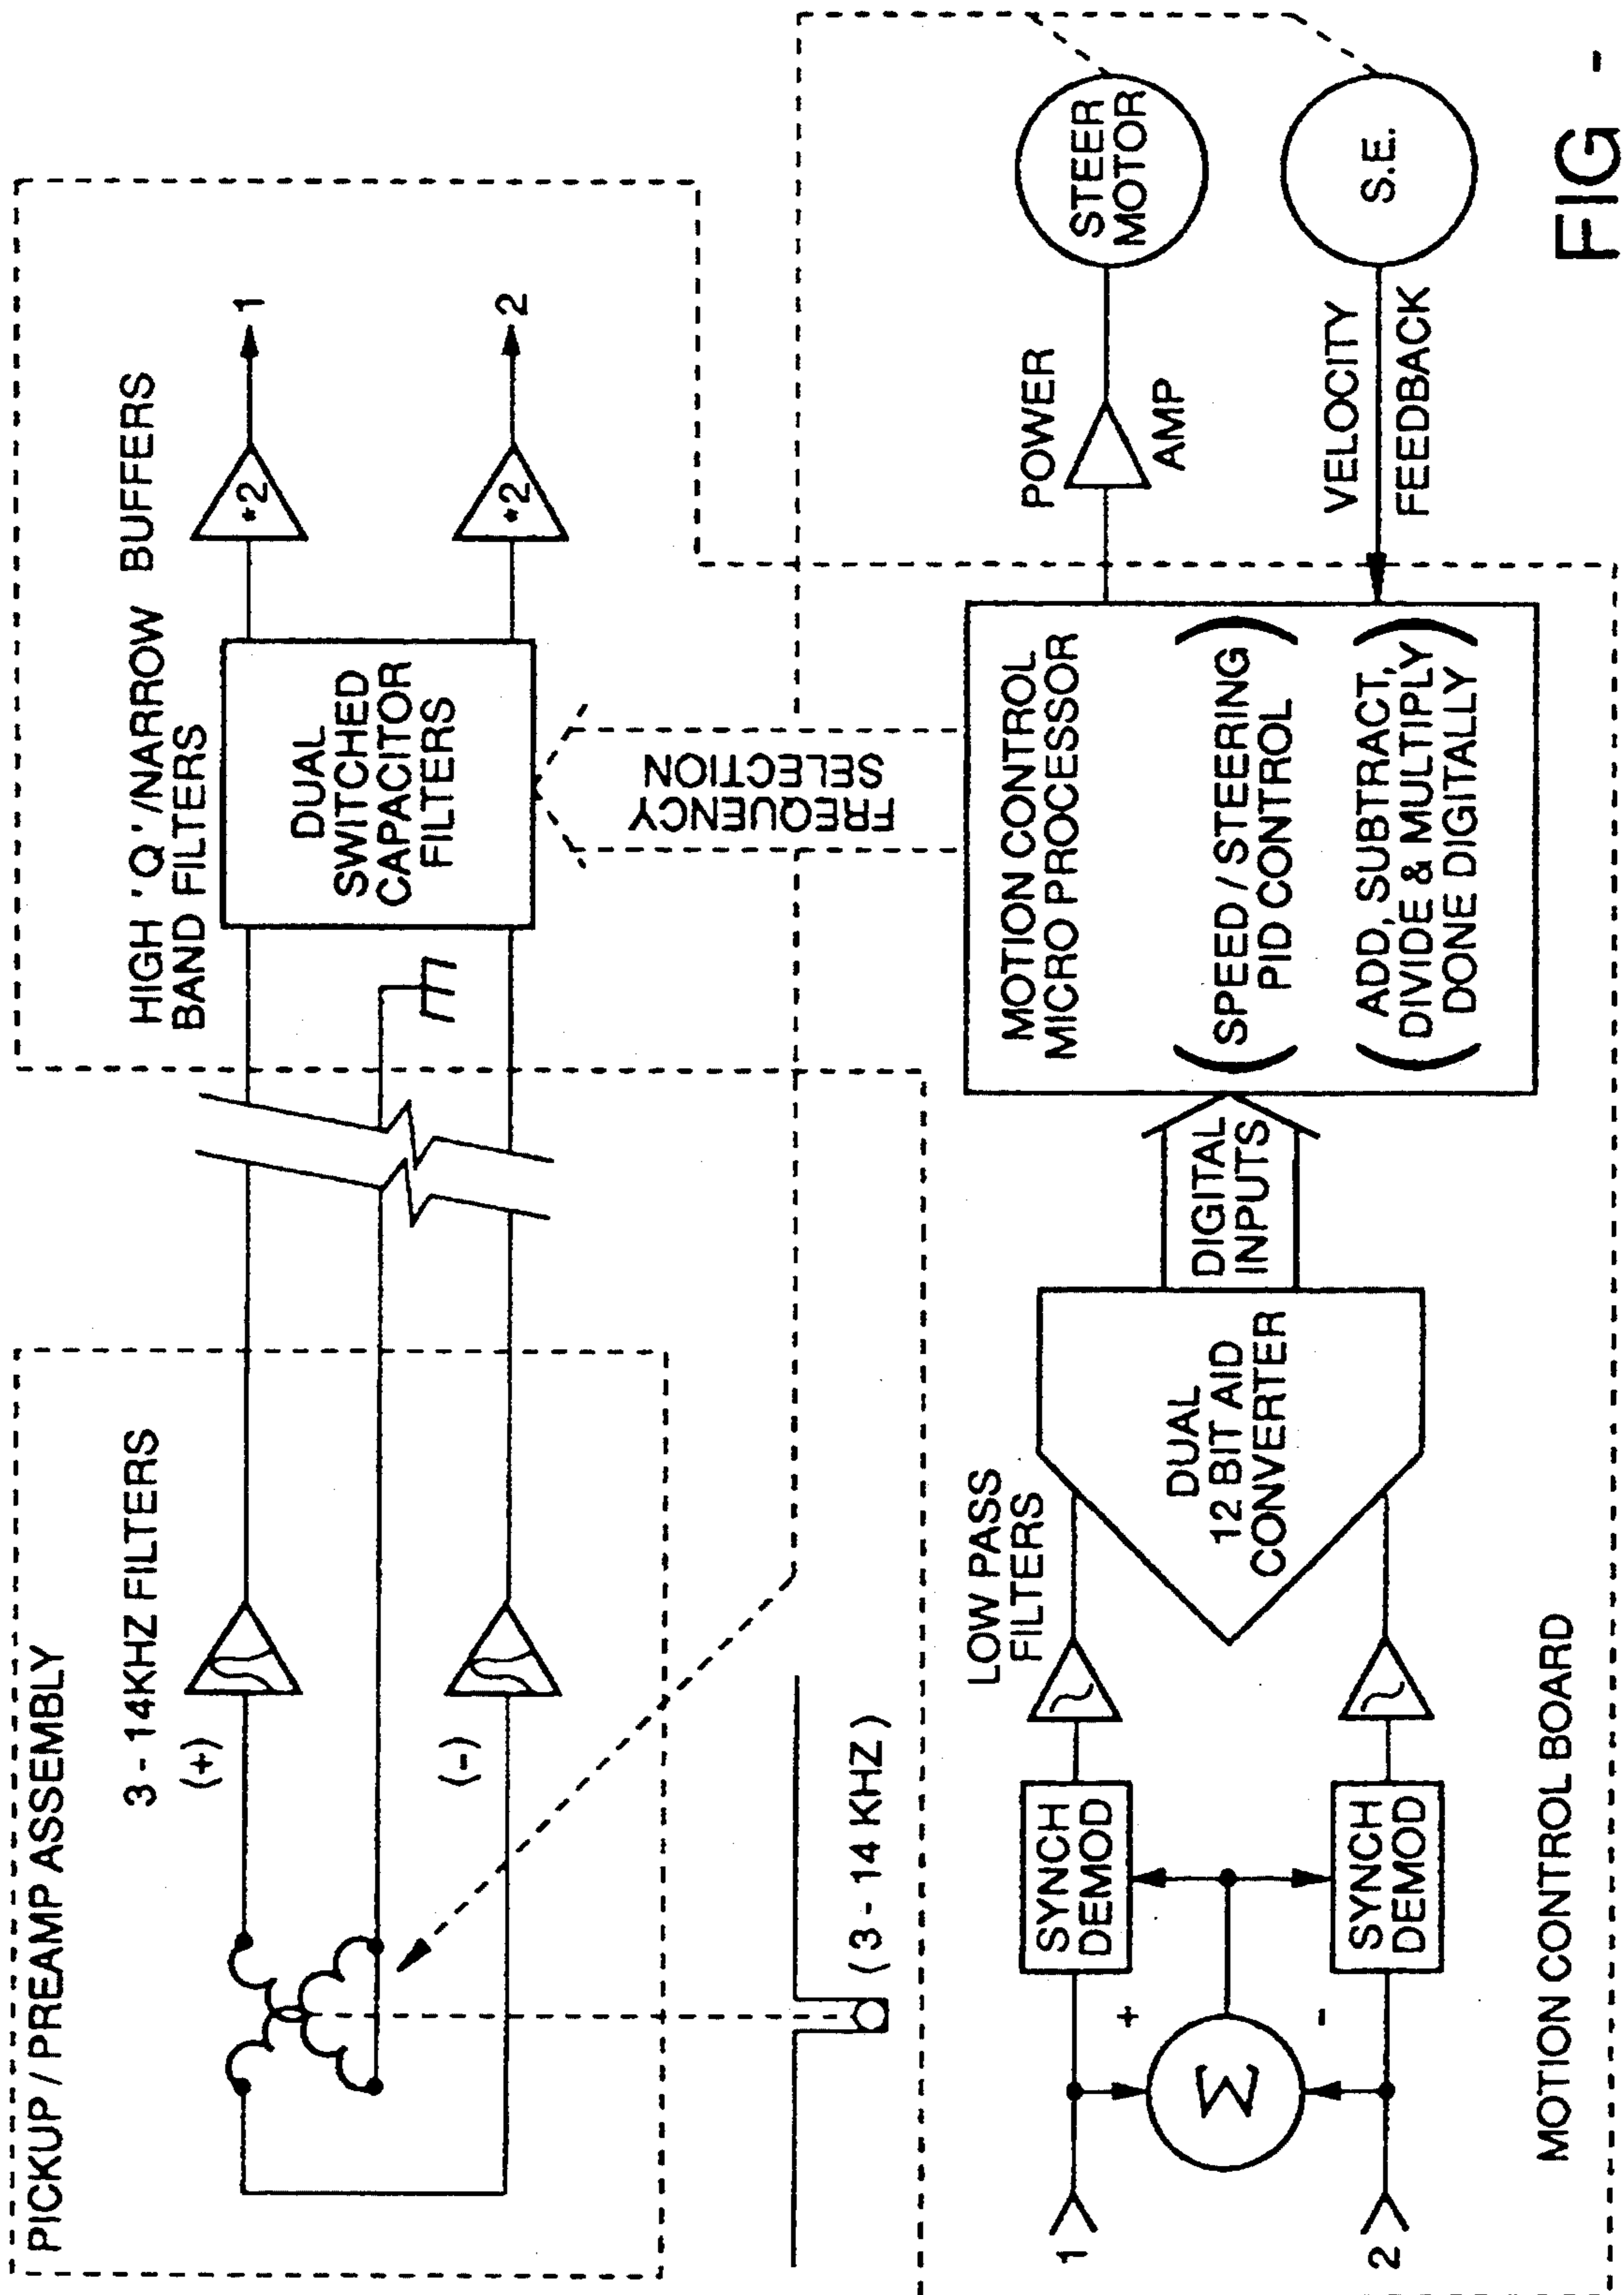 PICKUP / PREAMP ASSEMBLY
3 - 14KHZ FILTERS
(+)
(-)
( 3 - 14 KHZ )
HIGH 'Q'/NARROW
BAND FILTERS
BUFFERS
DUAL
SWITCHED
CAPACITOR
FILTERS
*2
1
*2
2
FREQUENCY
SELECTION
1
2
+
-
Σ
SYNCH
DEMOD
SYNCH
DEMOD
LOW PASS
FILTERS
DUAL
12 BIT AID
CONVERTER
DIGITAL
INPUTS
MOTION CONTROL
MICRO PROCESSOR
(SPEED / STEERING)
PID CONTROL
(ADD, SUBTRACT,
DIVIDE & MULTIPLY)
DONE DIGITALLY
POWER
AMP
STEER
MOTOR
VELOCITY
FEEDBACK
S.E.
MOTION CONTROL BOARD
FIG -